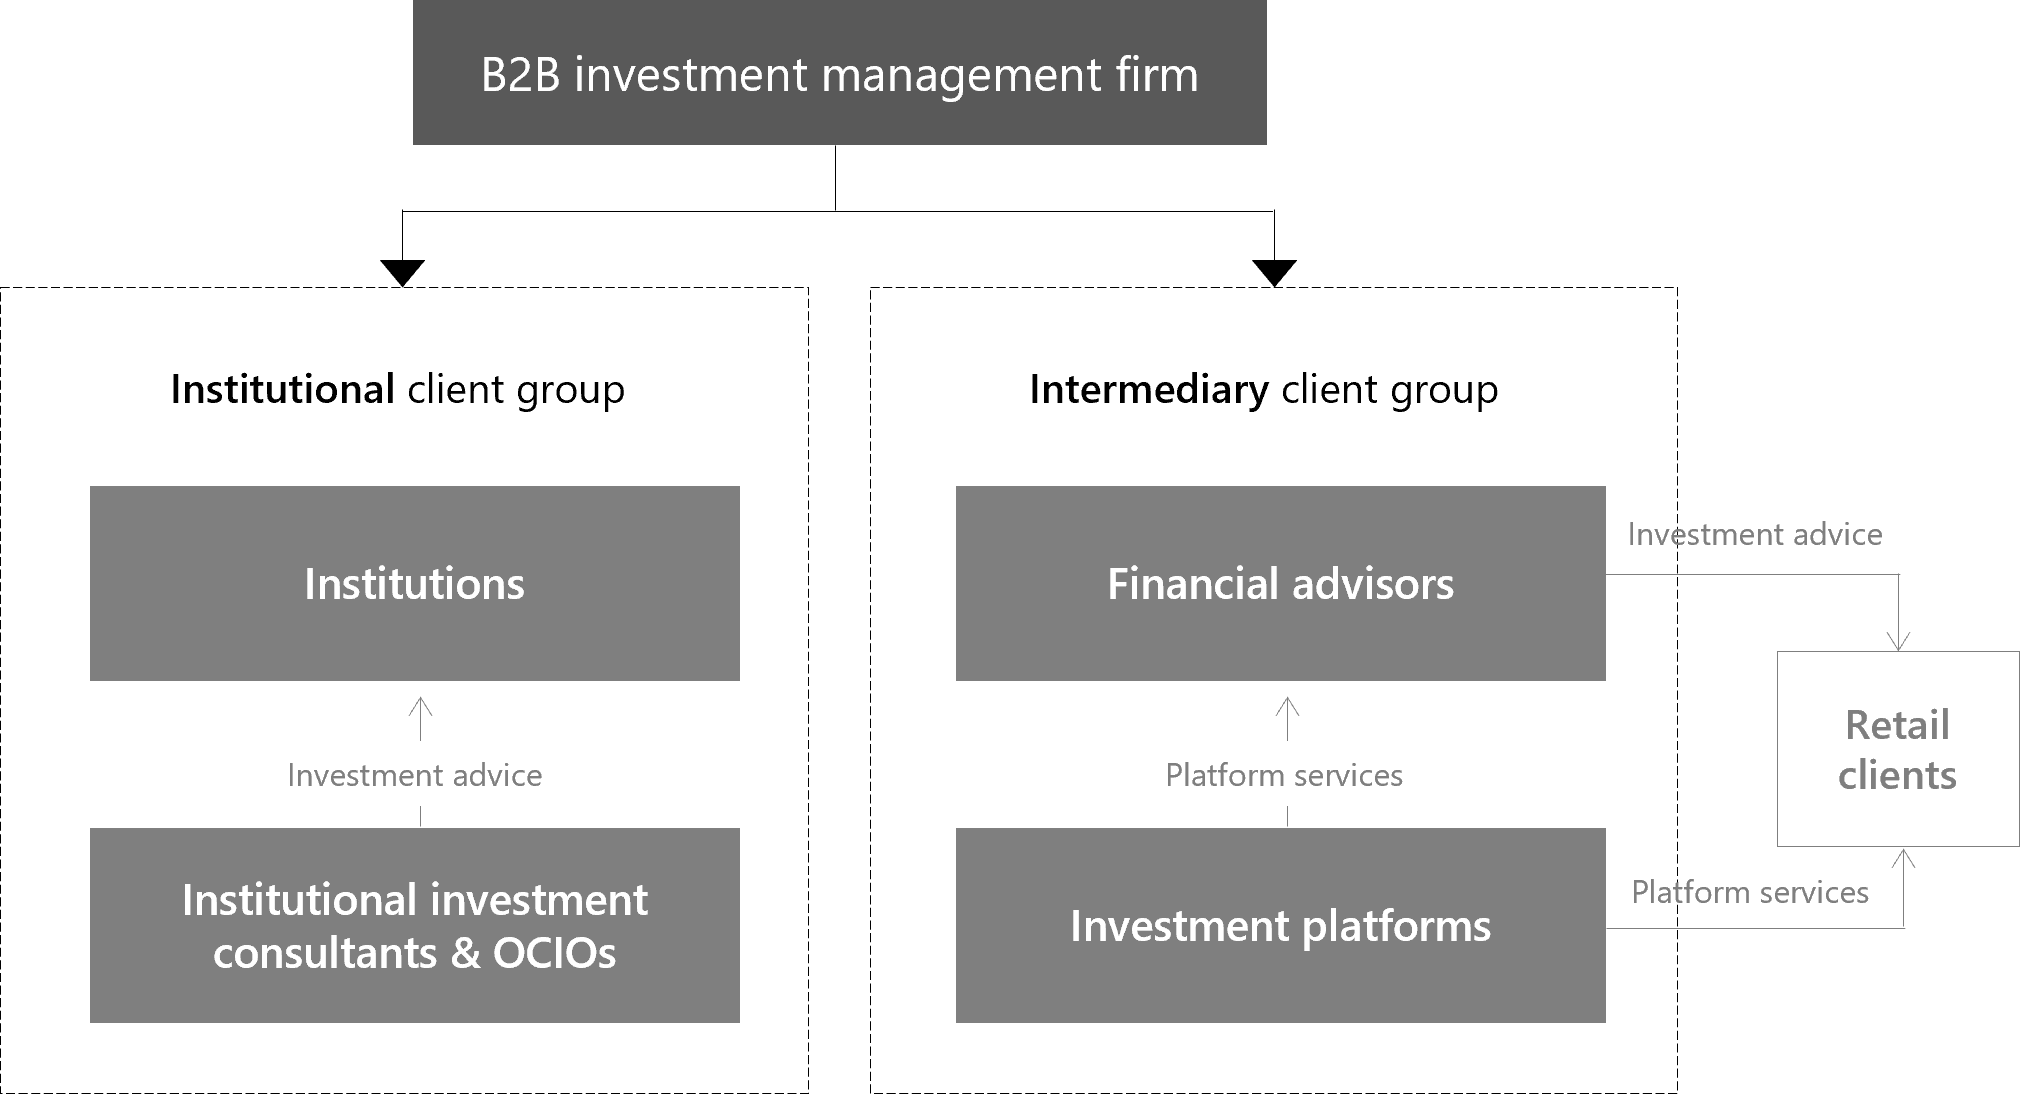 B2B investment management firm
Institutional client group
Institutions
Investment advice
Institutional investment
consultants & OCIOs
Intermediary client group
Financial advisors
Platform services
Investment platforms
Investment advice
Retail
clients
Platform services